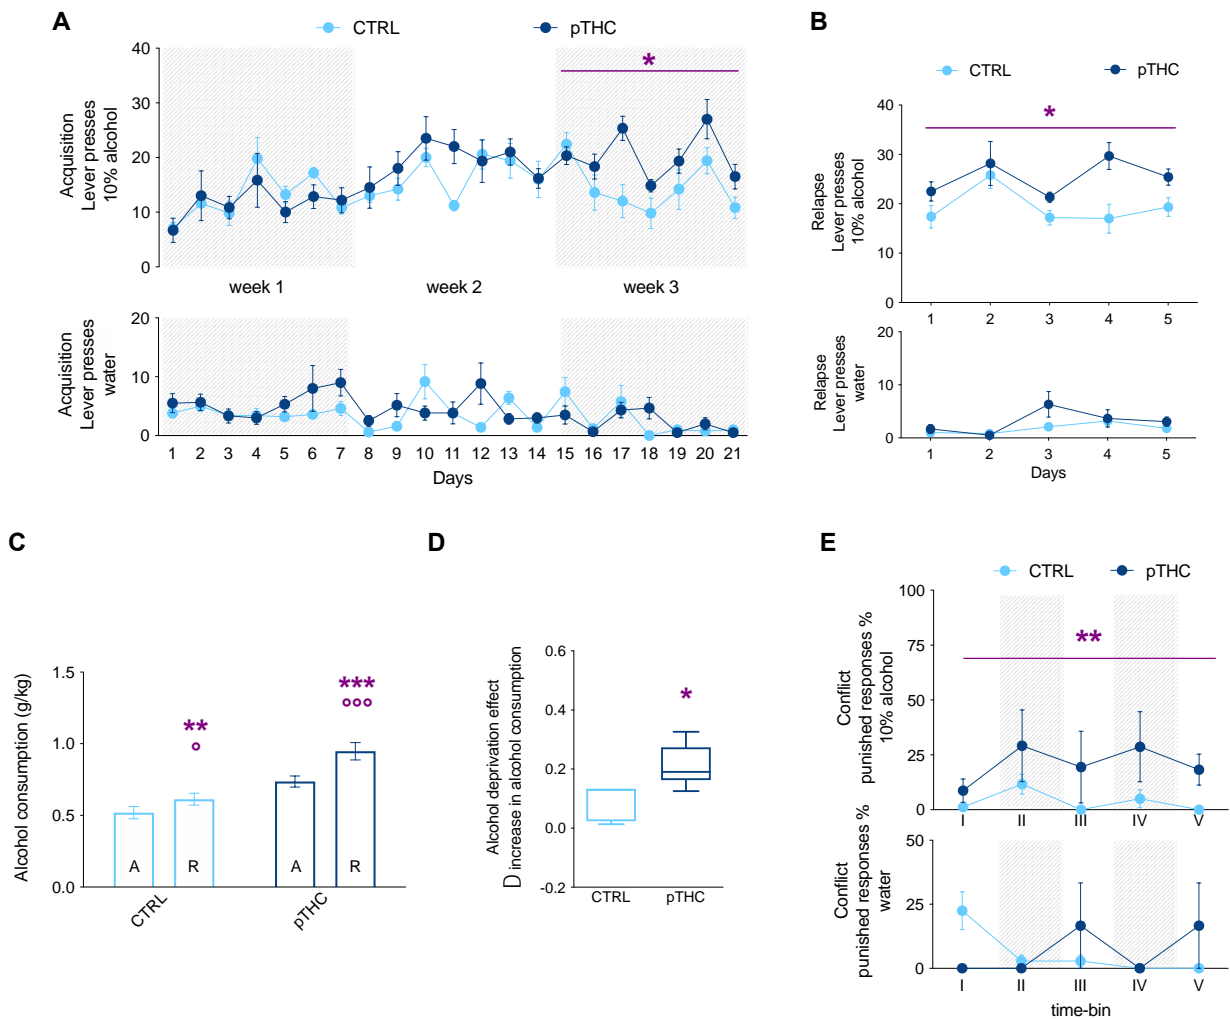 A
CTRL
pTHC
Acquisition
Lever presses
10% alcohol
40
30
20
10
0
*
week 1
week 2
week 3
Acquisition
Lever presses
water
20
10
0
1 2 3 4 5 6 7 8 9 10 11 12 13 14 15 16 17 18 19 20 21
Days
B
CTRL
pTHC
Relapse
Lever presses
10% alcohol
40
30
20
10
0
*
1 2 3 4 5
Relapse
Lever presses
water
20
10
0
1 2 3 4 5
Days
C
Alcohol consumption (g/kg)
1.5
1.0
0.5
0.0
**
***
A
R
A
R
CTRL
pTHC
D
Alcohol deprivation effect
D increase in alcohol consumption
0.6
0.4
0.2
0.0
-0.2
*
CTRL
pTHC
E
CTRL
pTHC
Conflict
punished responses %
10% alcohol
100
75
50
25
0
**
I II III IV V
Conflict
punished responses %
water
50
25
0
I II III IV V
time-bin